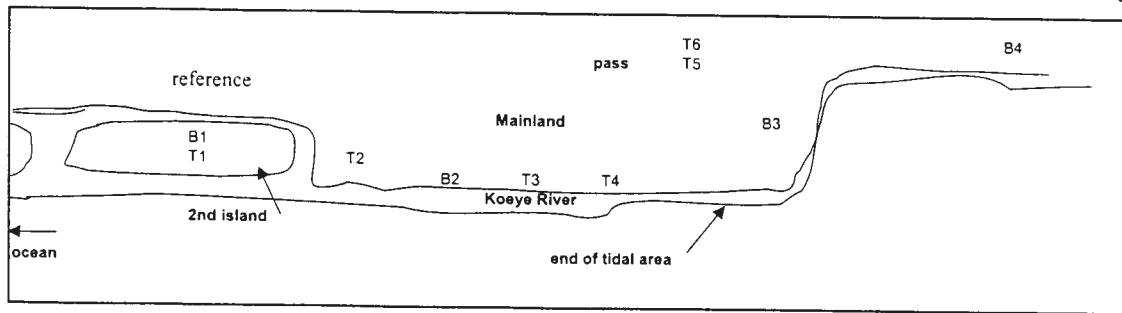 T6
B4
pass T5
reference
Mainland
B3
B1
T1
T2
B2 T3 T4
Koeye River
2nd island
ocean
end of tidal area